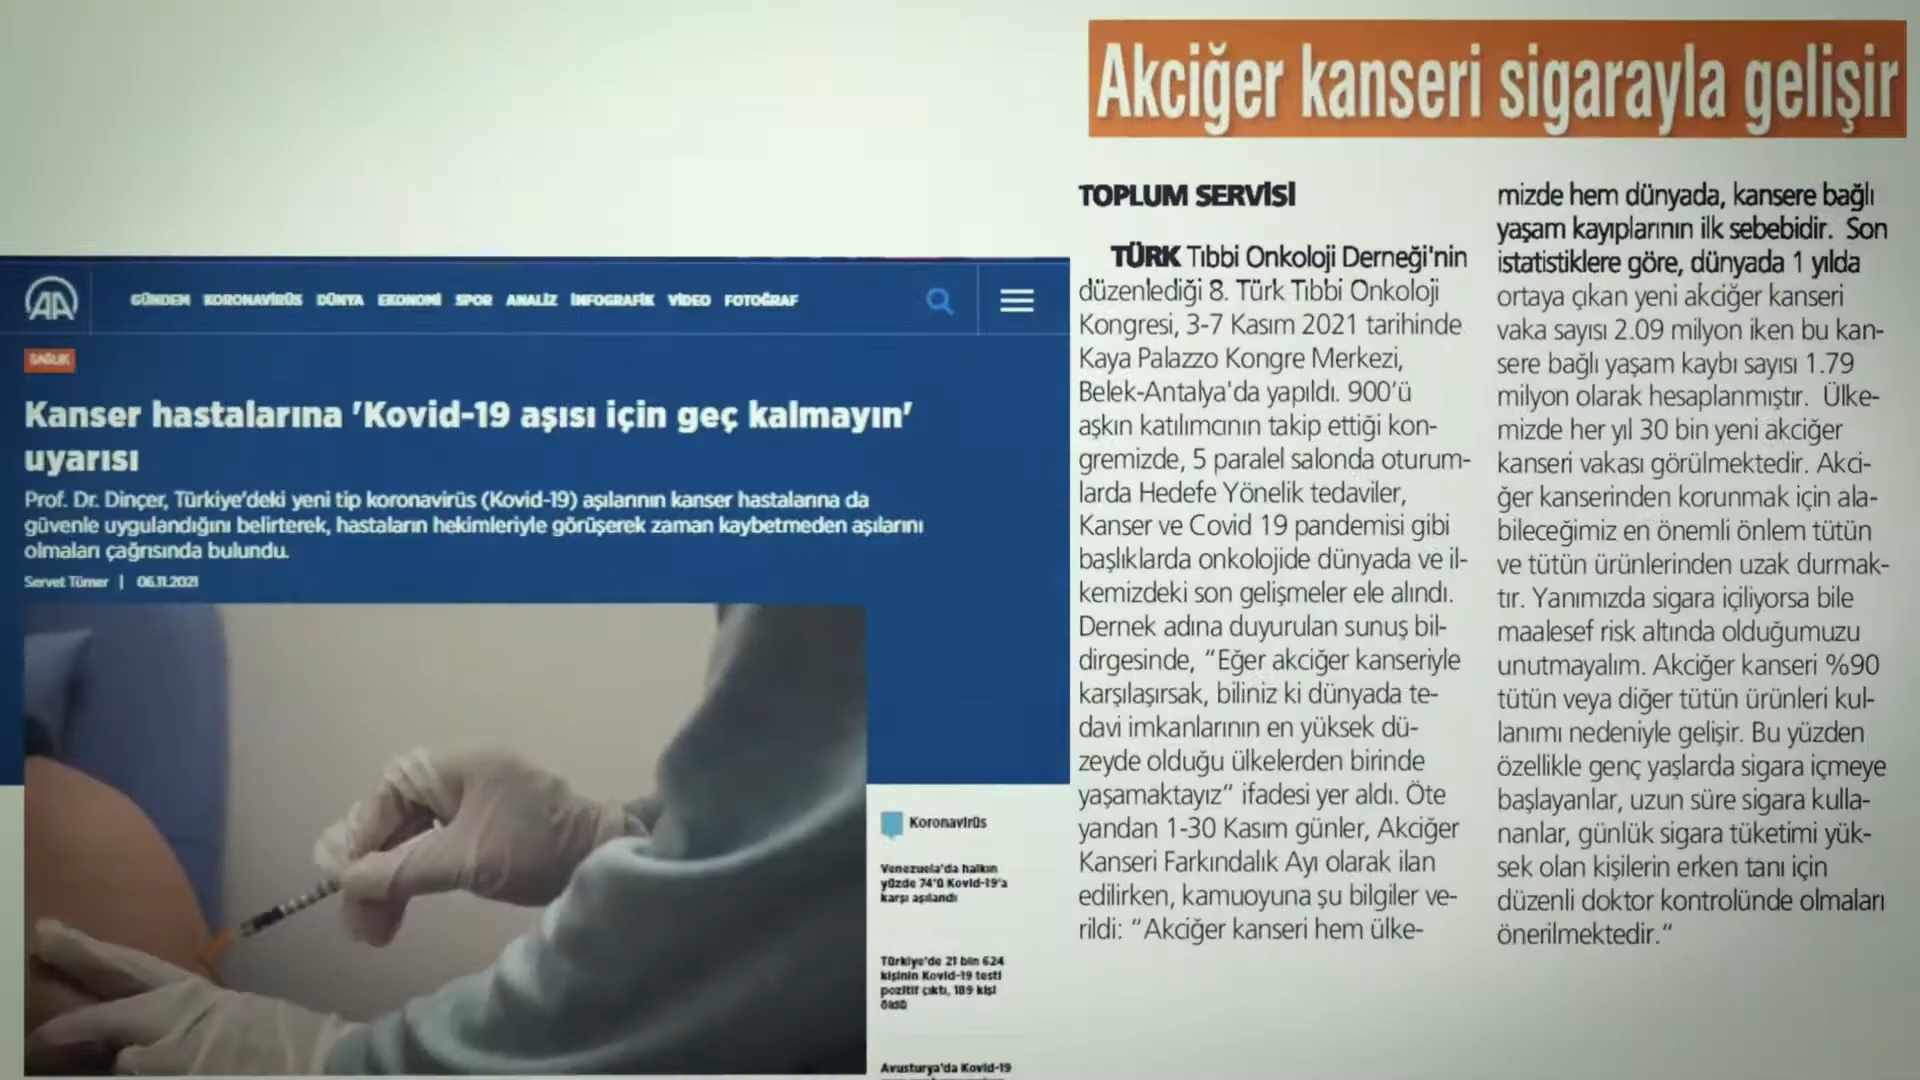 AA
GÜNDEM KORONAVİRÜS DÜNYA EKONOMİ SPOR ANALİZ İNFOGRAFİK VİDEO FOTOĞRAF
SAĞLIK
Kanser hastalarına 'Kovid-19 aşısı için geç kalmayın'
uyarısı
Prof. Dr. Dinçer, Türkiye'deki yeni tip koronavirüs (Kovid-19) aşılarının kanser hastalarına da
güvenle uygulandığını belirterek, hastaların hekimleriyle görüşerek zaman kaybetmeden aşılarını
olmaları çağrısında bulundu.
Servet Tümer | 06.11.2021
Koronavirüs
Venezuela'da halkın
yüzde 74'ü Kovid-19'a
karşı aşılandı
Türkiye'de 21 bin 624
kişinin Kovid-19 testi
pozitif çıktı, 189 kişi
öldü
Avusturya'da Kovid-19
Akciğer kanseri sigarayla gelişir
TOPLUM SERVİSİ
TÜRK Tıbbi Onkoloji Derneği'nin
düzenlediği 8. Türk Tıbbi Onkoloji
Kongresi, 3-7 Kasım 2021 tarihinde
Kaya Palazzo Kongre Merkezi,
Belek-Antalya'da yapıldı. 900'ü
aşkın katılımcının takip ettiği kon-
gremizde, 5 paralel salonda oturum-
larda Hedefe Yönelik tedaviler,
Kanser ve Covid 19 pandemisi gibi
başlıklarda onkolojide dünyada ve il-
kemizdeki son gelişmeler ele alındı.
Dernek adına duyurulan sunuş bil-
dirgesinde, "Eğer akciğer kanseriyle
karşılaşırsak, biliniz ki dünyada te-
davi imkanlarının en yüksek dü-
zeyde olduğu ülkelerden birinde
yaşamaktayız" ifadesi yer aldı. Öte
yandan 1-30 Kasım günler, Akciğer
Kanseri Farkındalık Ayı olarak ilan
edilirken, kamuoyuna şu bilgiler ve-
rildi: "Akciğer kanseri hem ülke-
mizde hem dünyada, kansere bağlı
yaşam kayıplarının ilk sebebidir. Son
istatistiklere göre, dünyada 1 yılda
ortaya çıkan yeni akciğer kanseri
vaka sayısı 2.09 milyon iken bu kan-
sere bağlı yaşam kaybı sayısı 1.79
milyon olarak hesaplanmıştır. Ülke-
mizde her yıl 30 bin yeni akciğer
kanseri vakası görülmektedir. Akci-
ğer kanserinden korunmak için ala-
bileceğimiz en önemli önlem tütün
ve tütün ürünlerinden uzak durmak-
tır. Yanımızda sigara içiliyorsa bile
maalesef risk altında olduğumuzu
unutmayalım. Akciğer kanseri %90
tütün veya diğer tütün ürünleri kul-
lanımı nedeniyle gelişir. Bu yüzden
özellikle genç yaşlarda sigara içmeye
başlayanlar, uzun süre sigara kulla-
nanlar, günlük sigara tüketimi yük-
sek olan kişilerin erken tanı için
düzenli doktor kontrolünde olmaları
önerilmektedir."